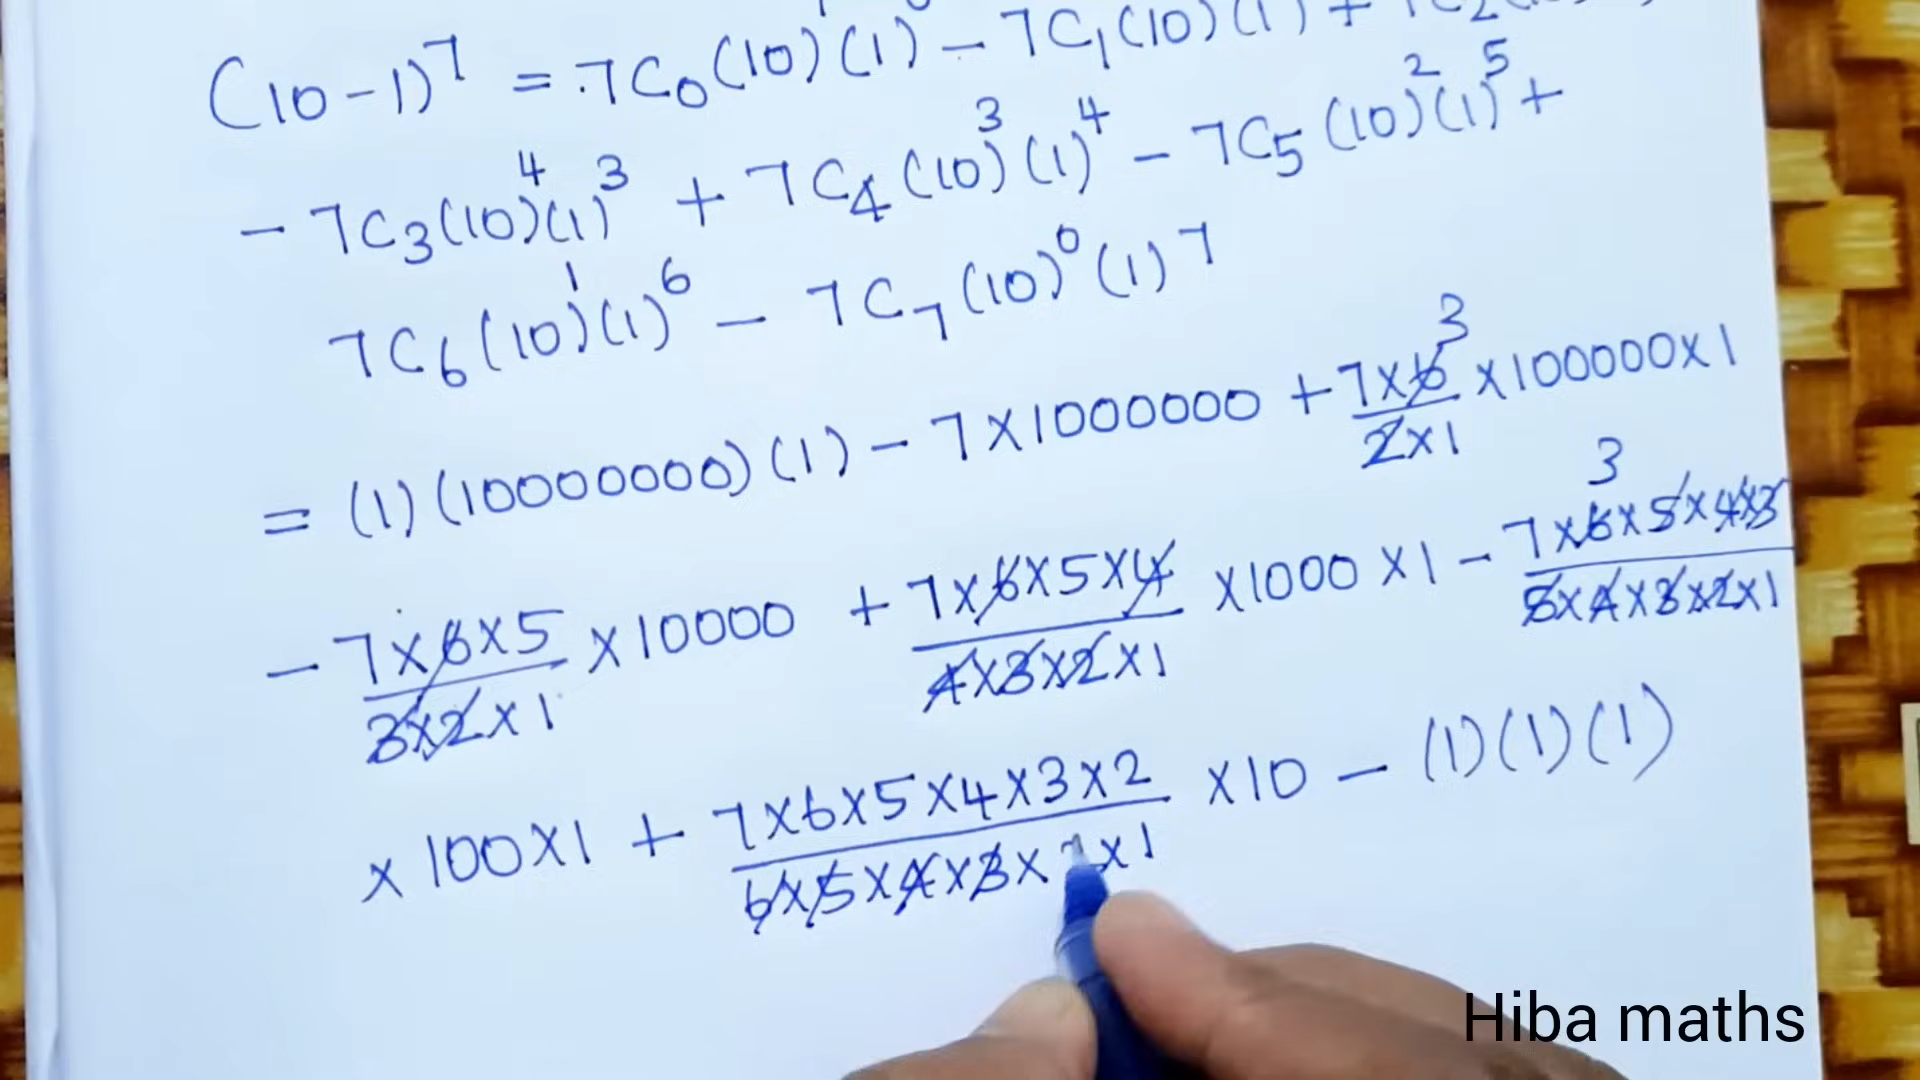 (10-1)⁷ = 7C₀(10)(1)⁰ - 7C₁(10)(1) + 7C₂
- 7C₃(10)⁴(1)³ + 7C₄(10)³(1)⁴ - 7C₅(10)²(1)⁵ +
7C₆(10)¹(1)⁶ - 7C₇(10)⁰(1)⁷
= (1)(10000000)(1) - 7×1000000 + 7×6/2×1 3 ×100000×1
- 7×6×5/3×2×1 ×10000 + 7×6×5×4/4×3×2×1 ×1000×1 - 3 7×6×5×4×3/5×4×3×2×1
×100×1 + 7×6×5×4×3×2/6×5×4×3×2×1 ×10 - (1)(1)(1)
Hiba maths